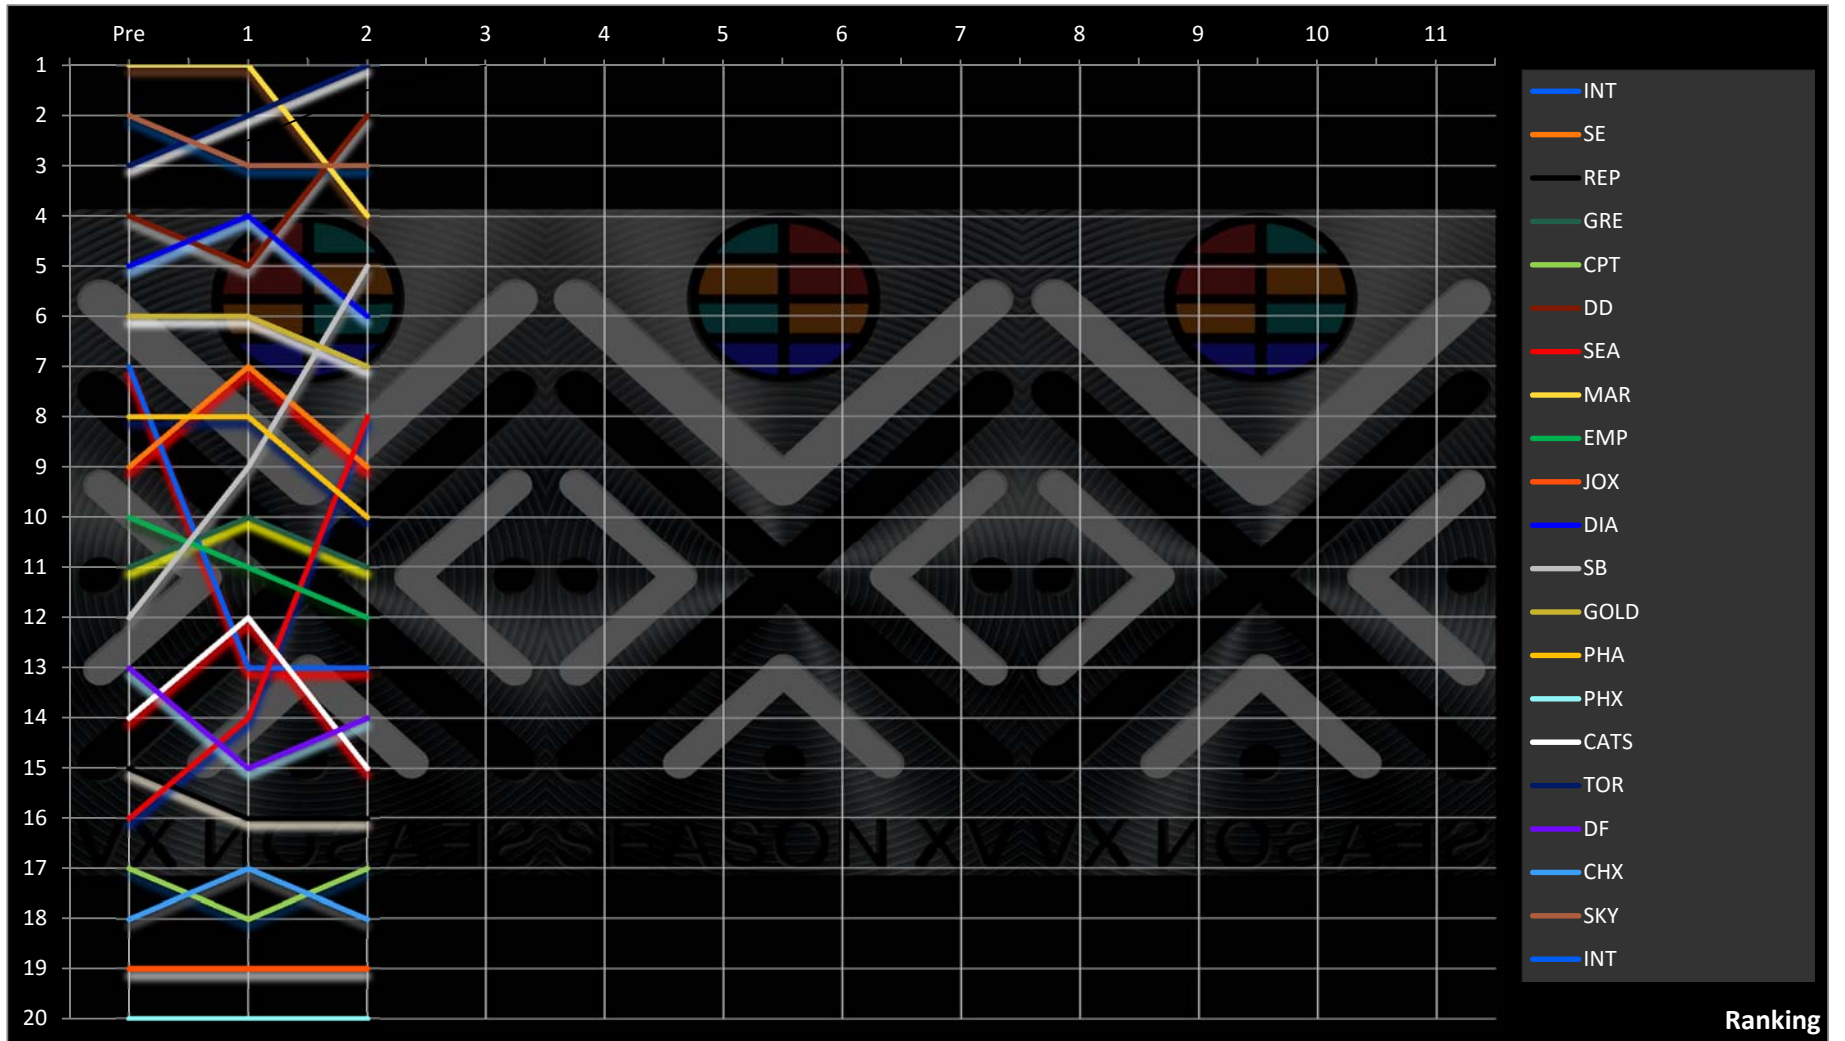 Pre 1 2 3 4 5 6 7 8 9 10 11
1
2
3
4
5
6
7
8
9
10
11
12
13
14
15
16
17
18
19
20
INT
SE
REP
GRE
CPT
DD
SEA
MAR
EMP
JOX
DIA
SB
GOLD
PHA
PHX
CATS
TOR
DF
CHX
SKY
INT
SEASON XV
Ranking